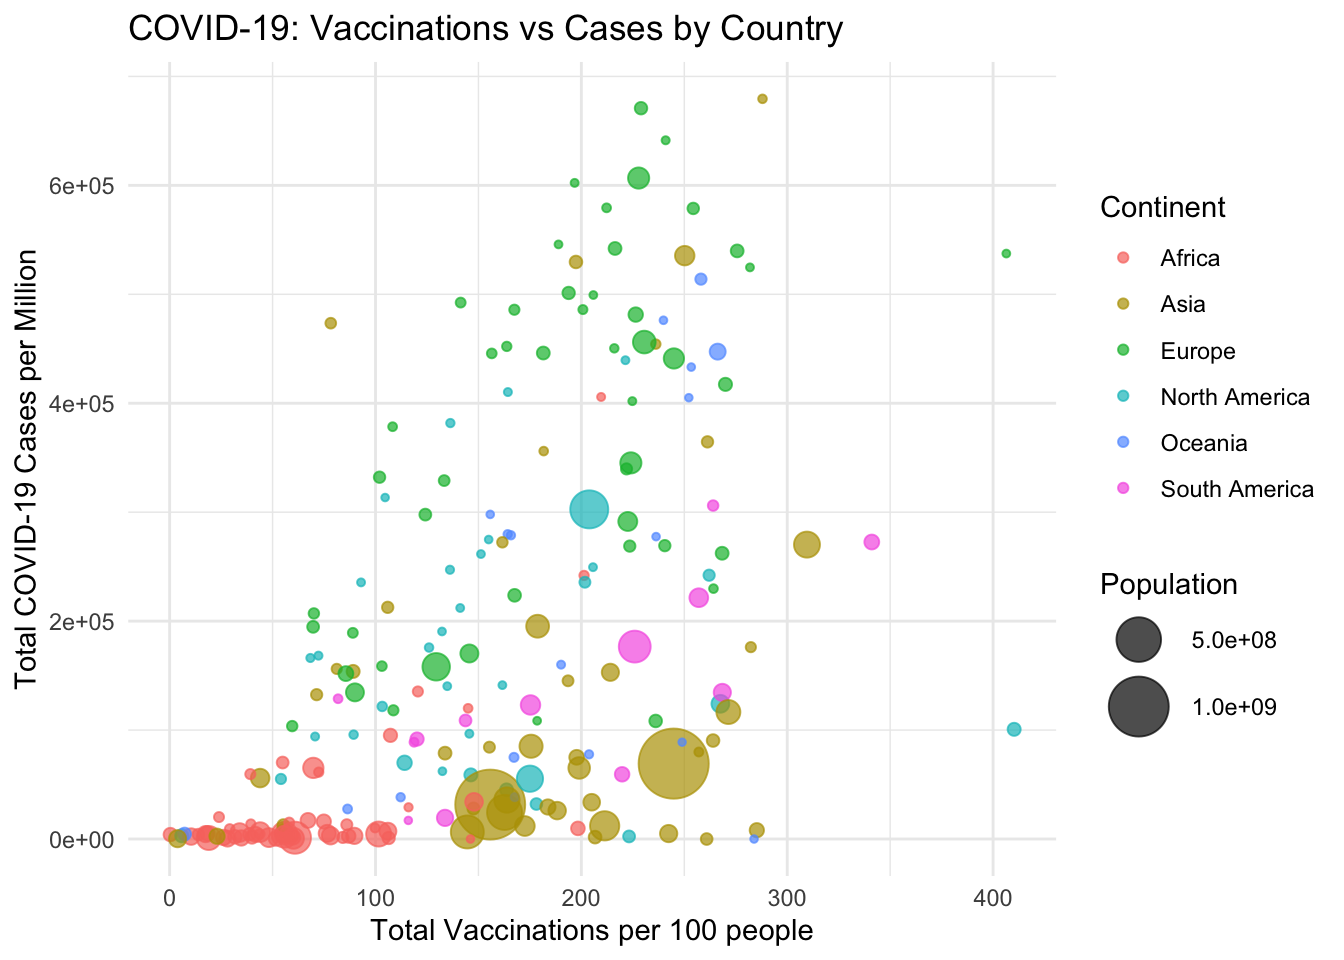 COVID-19: Vaccinations vs Cases by Country
Total COVID-19 Cases per Million
6e+05
4e+05
2e+05
0e+00
0 100 200 300 400
Total Vaccinations per 100 people
Continent
Africa
Asia
Europe
North America
Oceania
South America
Population
5.0e+08
1.0e+09